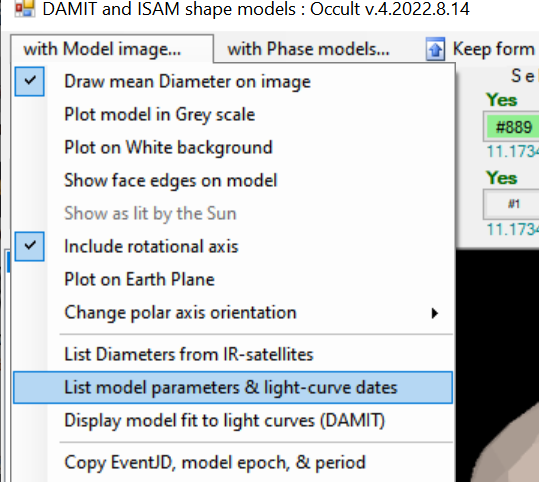 DAMIT and ISAM shape models : Occult v.4.2022.8.14
with Model image... with Phase models... Keep form
Draw mean Diameter on image
Plot model in Grey scale
Plot on White background
Show face edges on model
Show as lit by the Sun
Include rotational axis
Plot on Earth Plane
Change polar axis orientation
List Diameters from IR-satellites
List model parameters & light-curve dates
Display model fit to light curves (DAMIT)
Copy EventJD, model epoch, & period
Yes
#889
11.1734
Yes
#1
11.1734